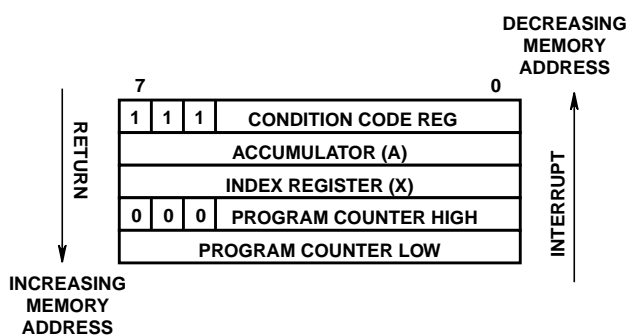 DECREASING
MEMORY
ADDRESS
7 0
1 1 1 CONDITION CODE REG
ACCUMULATOR (A)
INDEX REGISTER (X)
0 0 0 PROGRAM COUNTER HIGH
PROGRAM COUNTER LOW
RETURN
INTERRUPT
INCREASING
MEMORY
ADDRESS